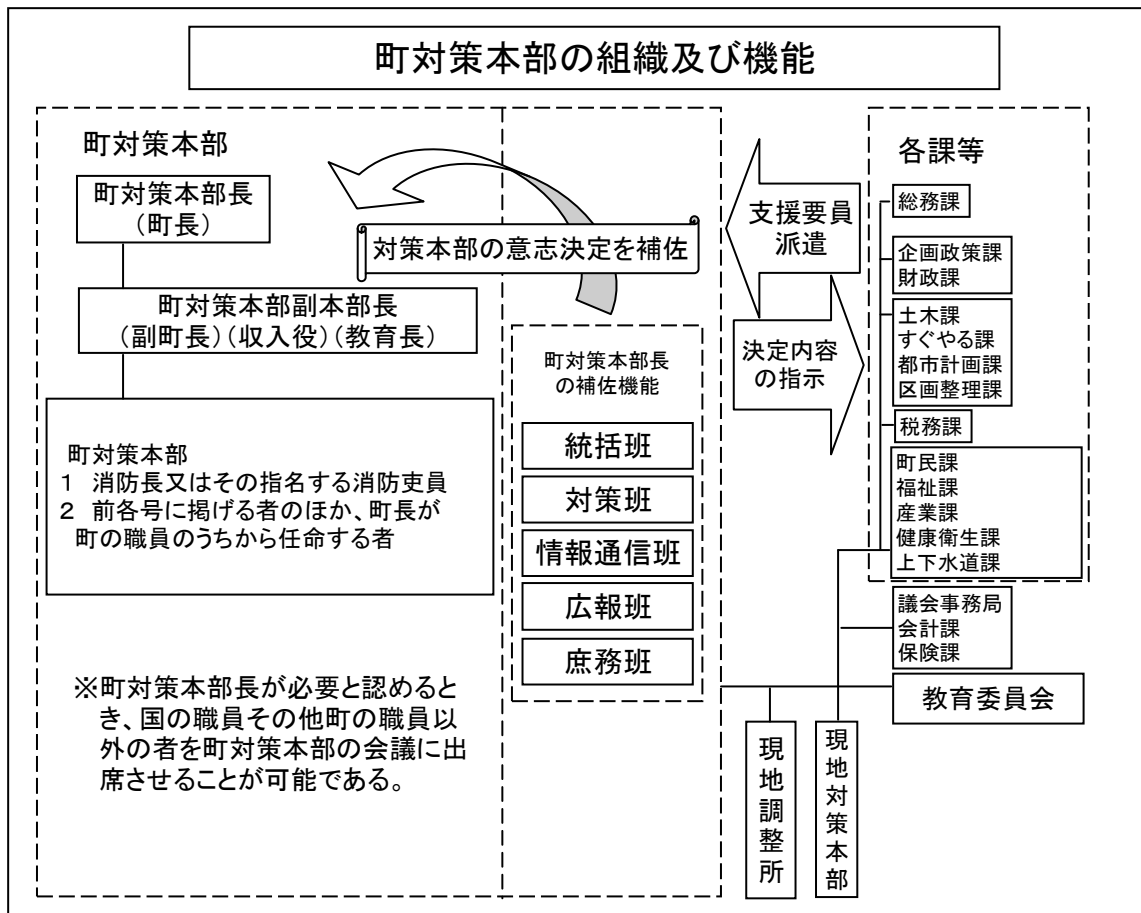 町対策本部の組織及び機能
町対策本部
町対策本部長
(町長)
町対策本部副本部長
(副町長)(収入役)(教育長)
町対策本部
1 消防長又はその指名する消防吏員
2 前各号に掲げる者のほか、町長が
町の職員のうちから任命する者
※町対策本部長が必要と認めると
き、国の職員その他町の職員以
外の者を町対策本部の会議に出
席させることが可能である。
対策本部の意志決定を補佐
町対策本部長
の補佐機能
統括班
対策班
情報通信班
広報班
庶務班
支援要員
派遣
決定内容
の指示
各課等
総務課
企画政策課
財政課
土木課
すぐやる課
都市計画課
区画整理課
税務課
町民課
福祉課
産業課
健康衛生課
上下水道課
議会事務局
会計課
保険課
教育委員会
現地調整所
現地対策本部